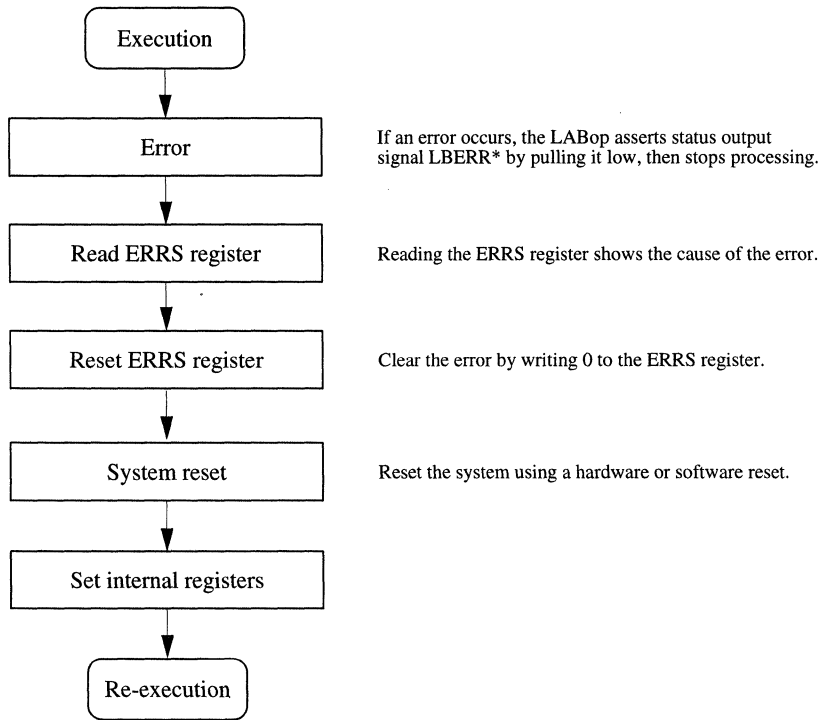 Execution
Error
If an error occurs, the LABop asserts status output
signal LBERR* by pulling it low, then stops processing.
Read ERRS register
Reading the ERRS register shows the cause of the error.
Reset ERRS register
Clear the error by writing 0 to the ERRS register.
System reset
Reset the system using a hardware or software reset.
Set internal registers
Re-execution